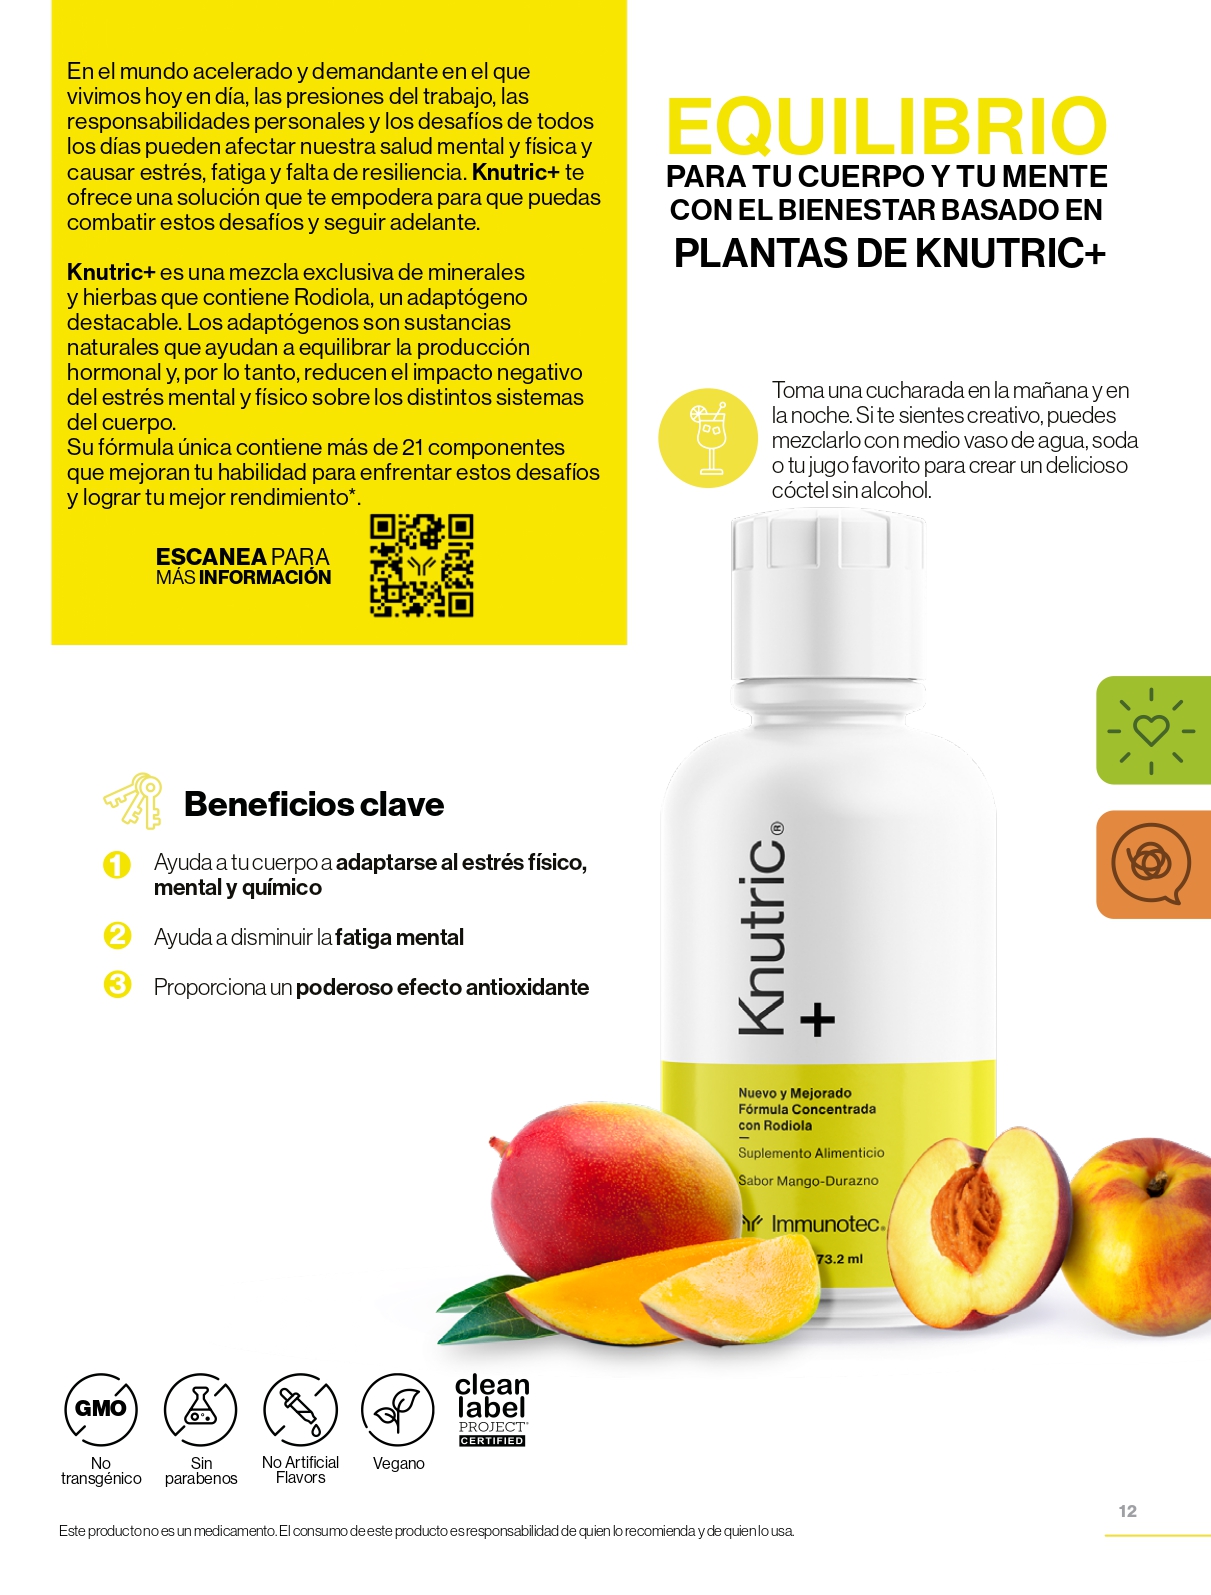 En el mundo acelerado y demandante en el que
vivimos hoy en día, las presiones del trabajo, las
responsabilidades personales y los desafíos de todos
los días pueden afectar nuestra salud mental y física y
causar estrés, fatiga y falta de resiliencia. Knutric+ te
ofrece una solución que te empodera para que puedas
combatir estos desafíos y seguir adelante.
Knutric+ es una mezcla exclusiva de minerales
y hierbas que contiene Rodiola, un adaptógeno
destacable. Los adaptógenos son sustancias
naturales que ayudan a equilibrar la producción
hormonal y, por lo tanto, reducen el impacto negativo
del estrés mental y físico sobre los distintos sistemas
del cuerpo.
Su fórmula única contiene más de 21 componentes
que mejoran tu habilidad para enfrentar estos desafíos
y lograr tu mejor rendimiento*.
ESCANEA PARA
MÁS INFORMACIÓN
EQUILIBRIO
PARA TU CUERPO Y TU MENTE
CON EL BIENESTAR BASADO EN
PLANTAS DE KNUTRIC+
Toma una cucharada en la mañana y en
la noche. Si te sientes creativo, puedes
mezclarlo con medio vaso de agua, soda
o tu jugo favorito para crear un delicioso
cóctel sin alcohol.
Beneficios clave
1 Ayuda a tu cuerpo a adaptarse al estrés físico,
mental y químico
2 Ayuda a disminuir la fatiga mental
3 Proporciona un poderoso efecto antioxidante
Knutric®
+
Nuevo y Mejorado
Fórmula Concentrada
con Rodiola
Suplemento Alimenticio
Sabor Mango-Durazno
Immunotec®
73.2 ml
GMO
No
transgénico
Sin
parabenos
No Artificial
Flavors
Vegano
clean
label
PROJECT
CERTIFIED
12
Este producto no es un medicamento. El consumo de este producto es responsabilidad de quien lo recomienda y de quien lo usa.